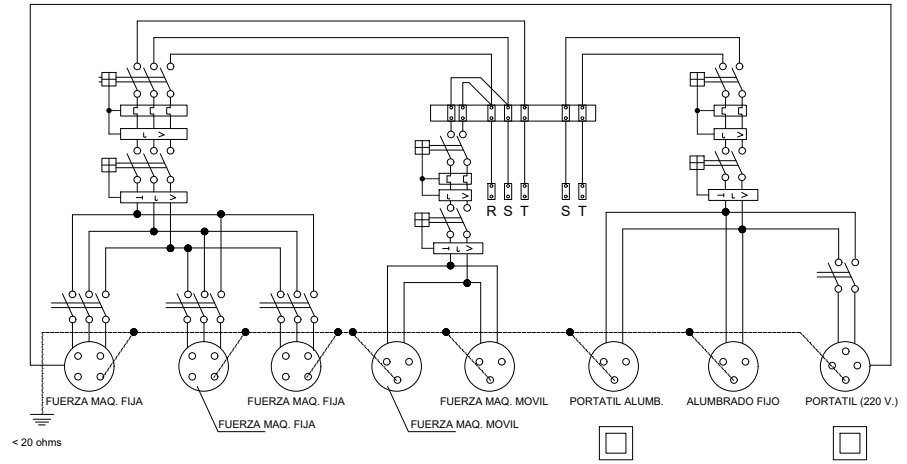 R S T S T
FUERZA MAQ. FIJA
FUERZA MAQ. FIJA
FUERZA MAQ. MOVIL
PORTATIL ALUMB.
ALUMBRADO FIJO
PORTATIL (220 V.)
FUERZA MAQ. FIJA
FUERZA MAQ. MOVIL
< 20 ohms